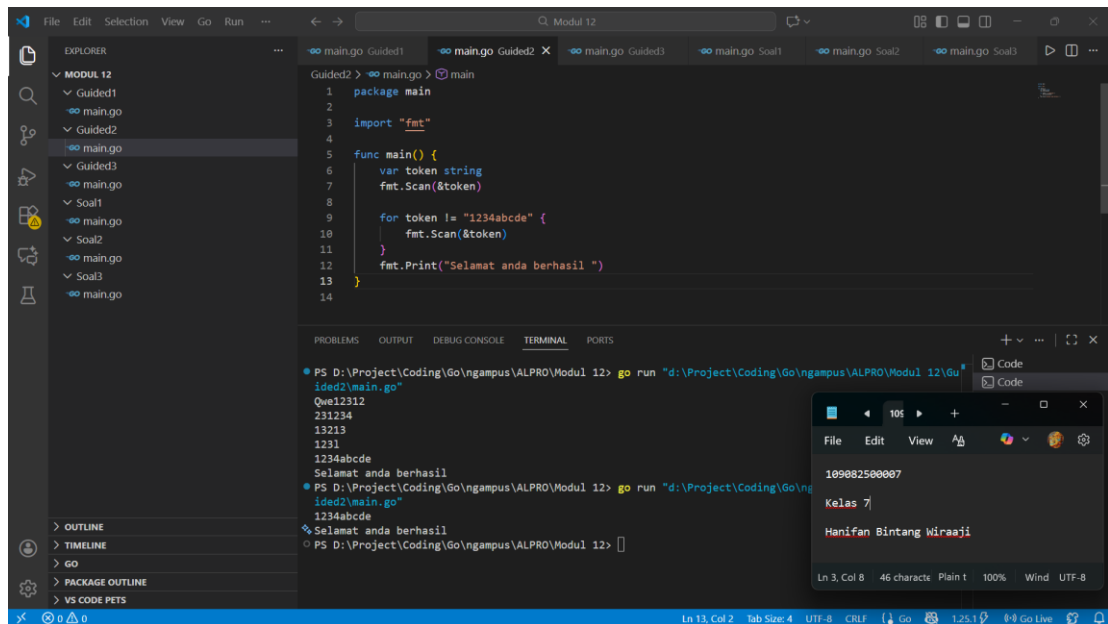 File Edit Selection View Go Run ··· Modul 12
EXPLORER ···
MODUL 12
Guided1
main.go
Guided2
main.go
Guided3
main.go
Soal1
main.go
Soal2
main.go
Soal3
main.go
OUTLINE
TIMELINE
GO
PACKAGE OUTLINE
VS CODE PETS
main.go Guided1 main.go Guided2 main.go Guided3 main.go Soal1 main.go Soal2 main.go Soal3
Guided2 > main.go > main
1 package main
2
3 import "fmt"
4
5 func main() {
6 var token string
7 fmt.Scan(&token)
8
9 for token != "1234abcde" {
10 fmt.Scan(&token)
11 }
12 fmt.Print("Selamat anda berhasil ")
13 }
14
PROBLEMS OUTPUT DEBUG CONSOLE TERMINAL PORTS
PS D:\Project\Coding\Go\ngampus\ALPRO\Modul 12> go run "d:\Project\Coding\Go\ngampus\ALPRO\Modul 12\Gu
ided2\main.go"
Qwe12312
231234
13213
123l
1234abcde
Selamat anda berhasil
PS D:\Project\Coding\Go\ngampus\ALPRO\Modul 12> go run "d:\Project\Coding\Go\ng
ided2\main.go"
1234abcde
Selamat anda berhasil
PS D:\Project\Coding\Go\ngampus\ALPRO\Modul 12>
Code
Code
109
File Edit View
109082500007
Kelas 7
Hanifan Bintang Wiraaji
Ln 3, Col 8 46 characte Plain t 100% Wind UTF-8
0 0 Ln 13, Col 2 Tab Size: 4 UTF-8 CRLF Go 1.25.1 Go Live